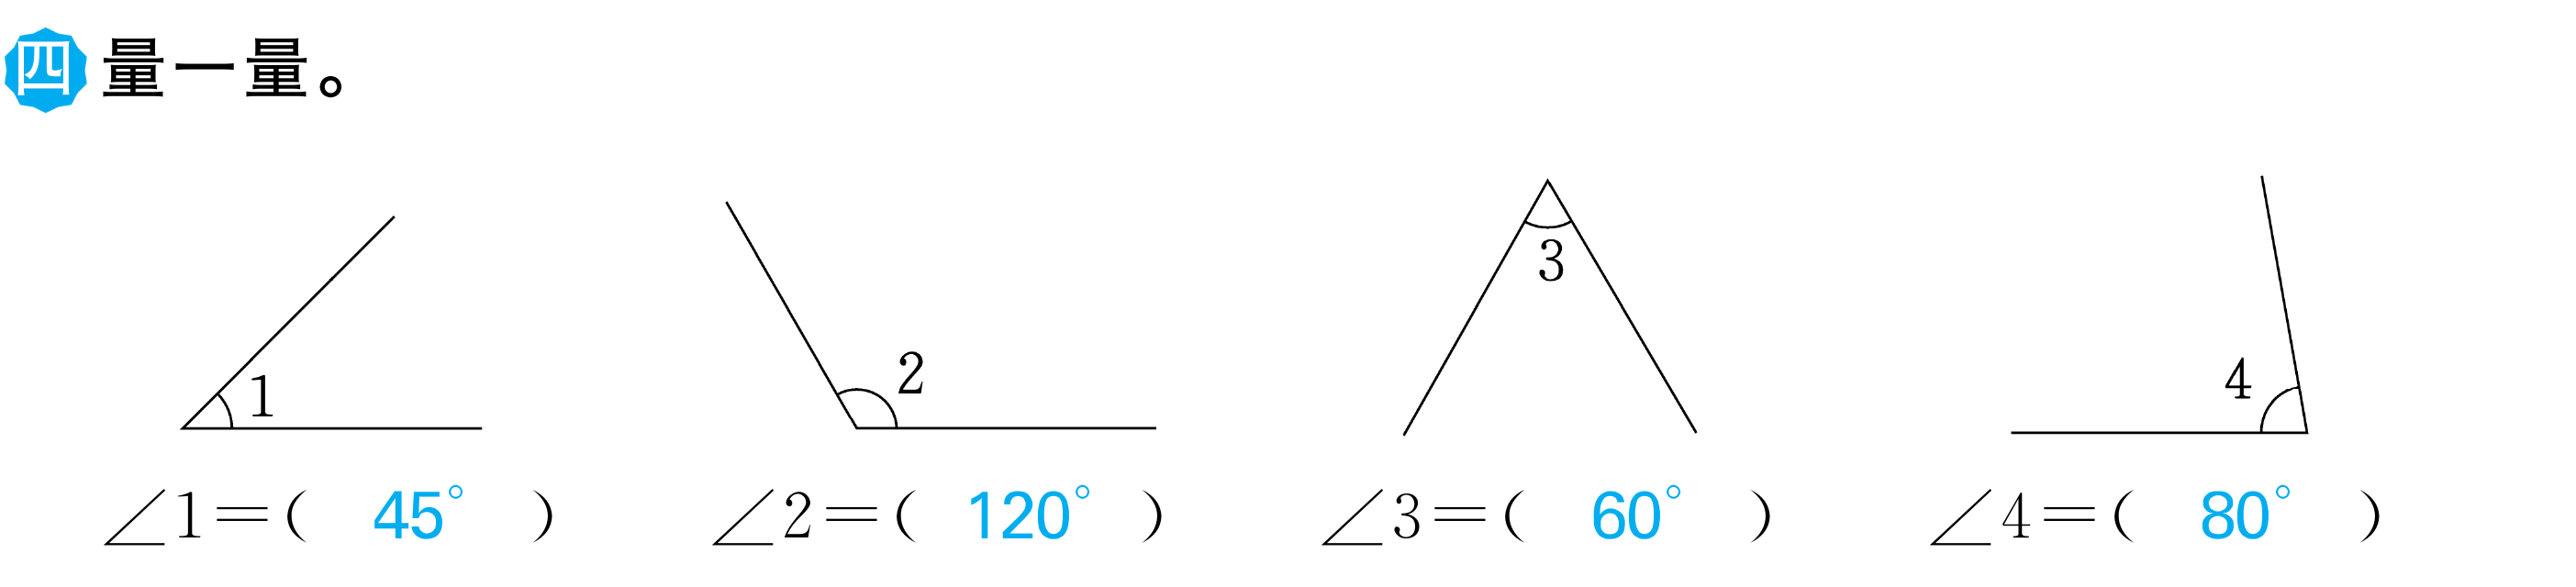 四 量一量。
1 2 3 4
∠1=( 45° ) ∠2=( 120° ) ∠3=( 60° ) ∠4=( 80° )